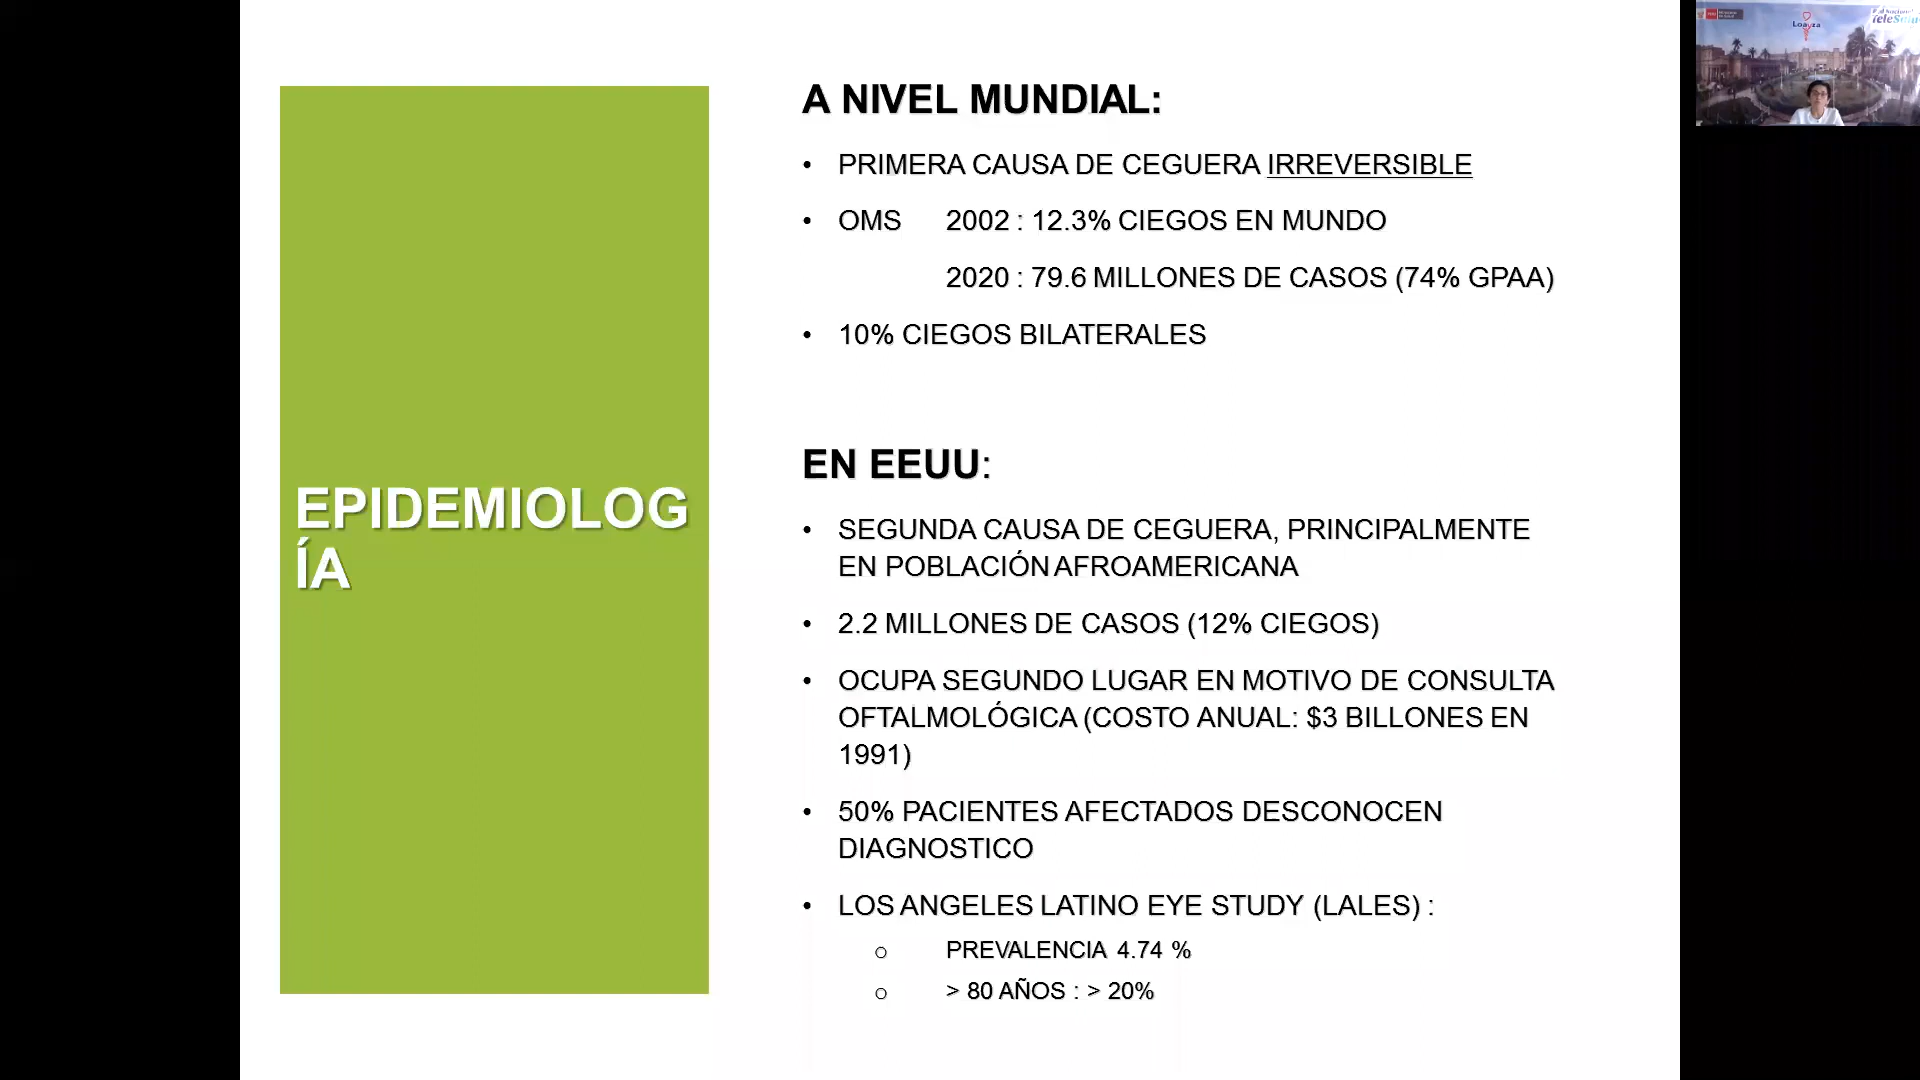 EPIDEMIOLOG
ÍA
A NIVEL MUNDIAL:
• PRIMERA CAUSA DE CEGUERA IRREVERSIBLE
• OMS 2002 : 12.3% CIEGOS EN MUNDO
2020 : 79.6 MILLONES DE CASOS (74% GPAA)
• 10% CIEGOS BILATERALES
EN EEUU:
• SEGUNDA CAUSA DE CEGUERA, PRINCIPALMENTE
EN POBLACIÓN AFROAMERICANA
• 2.2 MILLONES DE CASOS (12% CIEGOS)
• OCUPA SEGUNDO LUGAR EN MOTIVO DE CONSULTA
OFTALMOLÓGICA (COSTO ANUAL: $3 BILLONES EN
1991)
• 50% PACIENTES AFECTADOS DESCONOCEN
DIAGNOSTICO
• LOS ANGELES LATINO EYE STUDY (LALES) :
o PREVALENCIA 4.74 %
o > 80 AÑOS : > 20%
Loayza